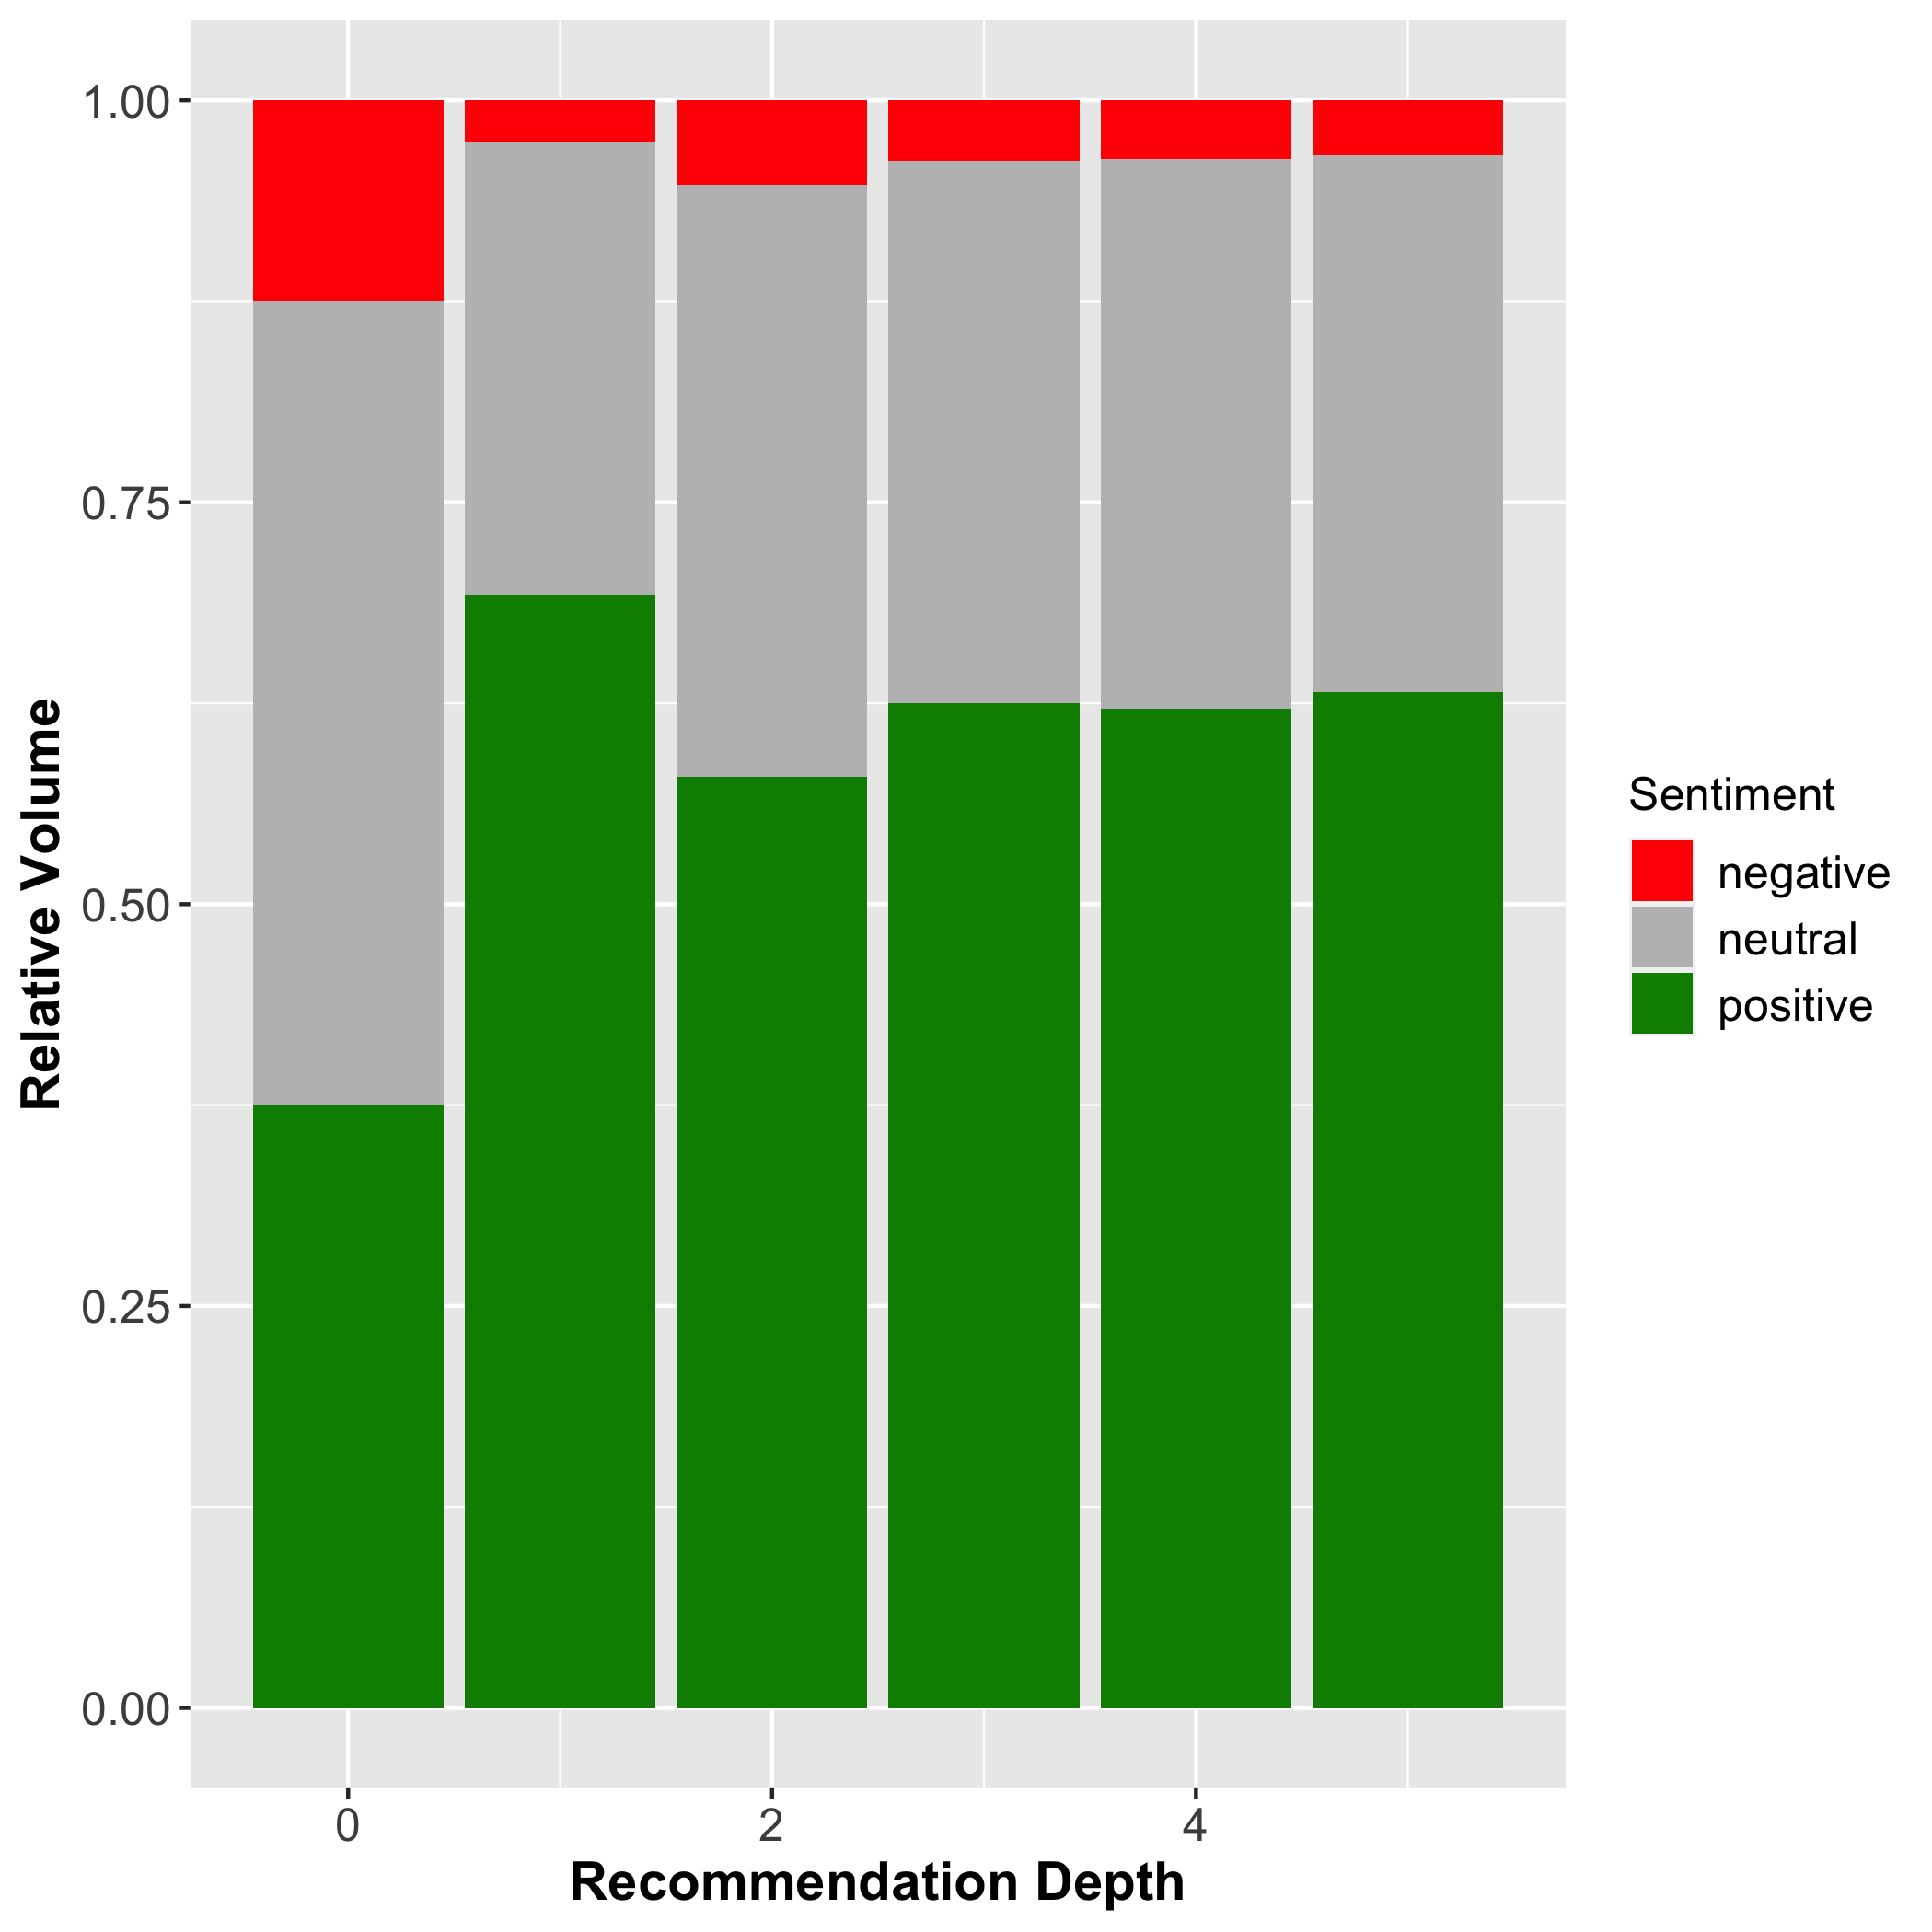 1.00
0.75
0.50
0.25
0.00
Relative Volume
0
2
4
Recommendation Depth
Sentiment
negative
neutral
positive